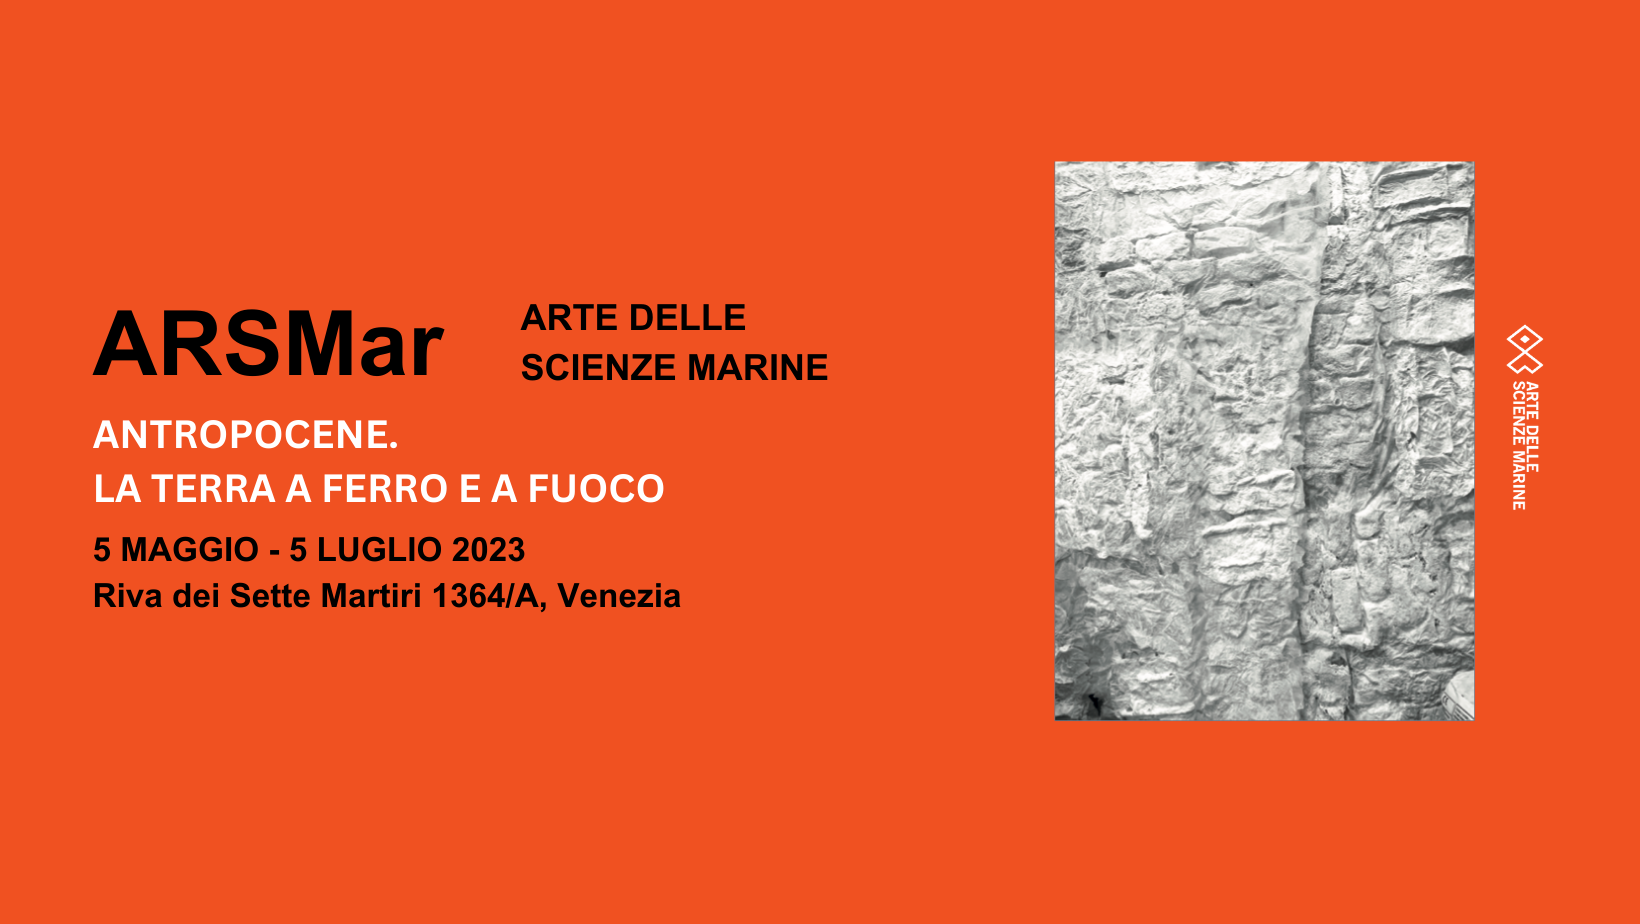 ARSMar
ARTE DELLE
SCIENZE MARINE
ANTROPOCENE.
LA TERRA A FERRO E A FUOCO
5 MAGGIO - 5 LUGLIO 2023
Riva dei Sette Martiri 1364/A, Venezia
ARTE DELLE
SCIENZE MARINE